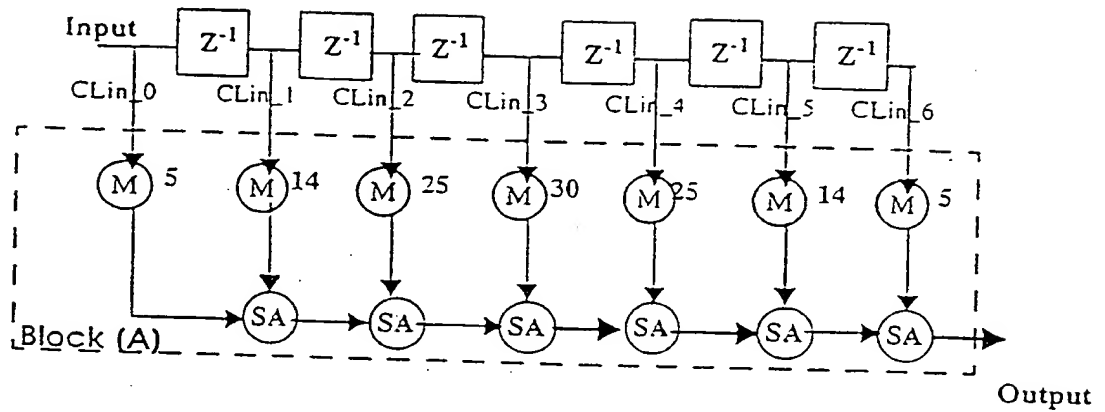 Input
Z⁻¹ Z⁻¹ Z⁻¹ Z⁻¹ Z⁻¹ Z⁻¹
CLin_0 CLin_1 CLin_2 CLin_3 CLin_4 CLin_5 CLin_6
M 5 M 14 M 25 M 30 M 25 M 14 M 5
SA SA SA SA SA SA
Block (A)
Output